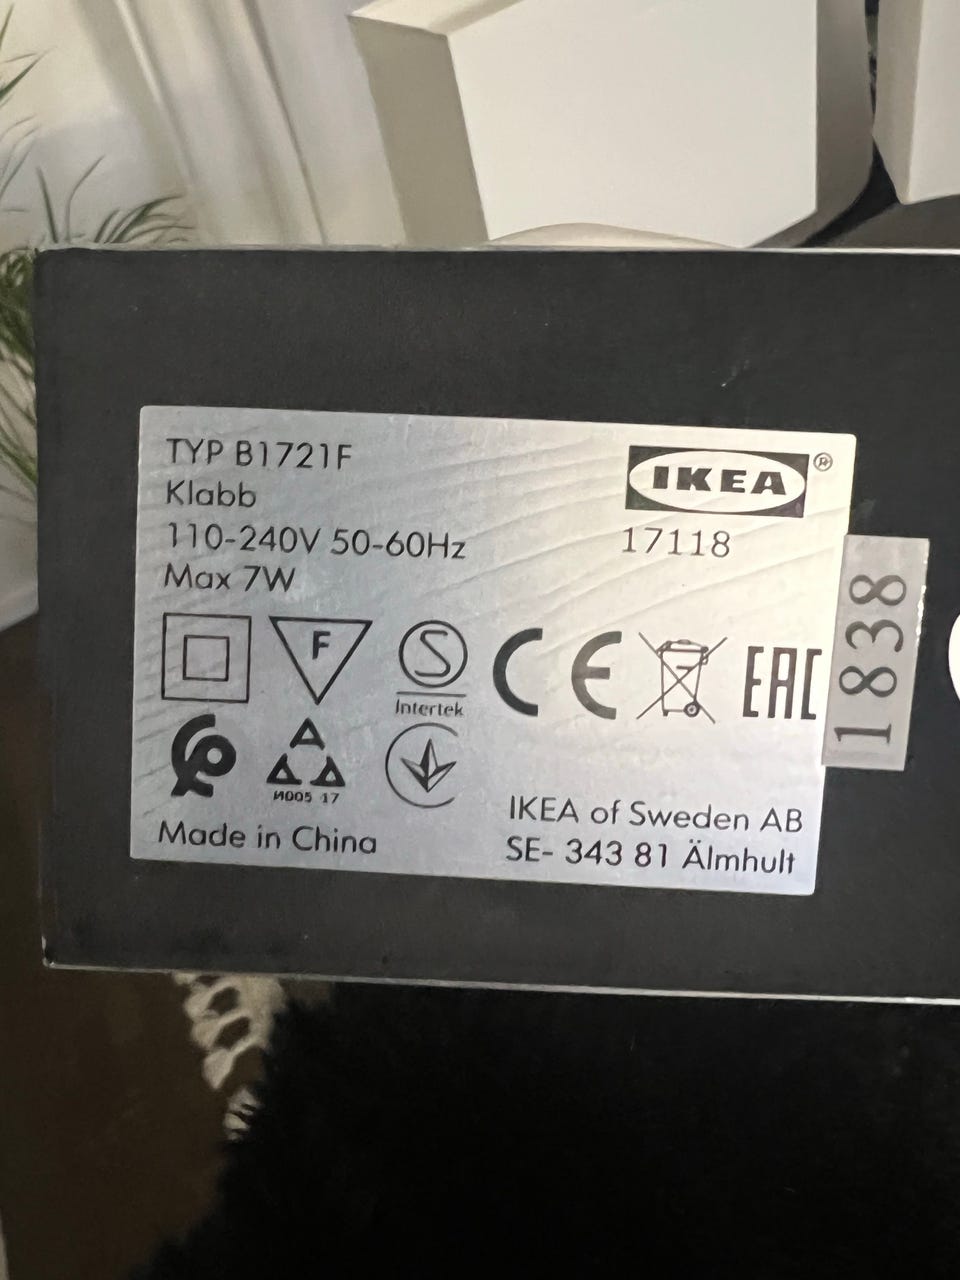 TYP B1721F
Klabb
110-240V 50-60Hz
Max 7W
IKEA ®
17118
F
S
Intertek
CE
EAC
И005 17
Made in China
IKEA of Sweden AB
SE- 343 81 Älmhult
1838